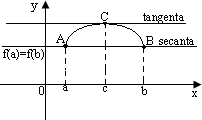 y
C
tangenta
A
B secanta
f(a)=f(b)
0 a c b x